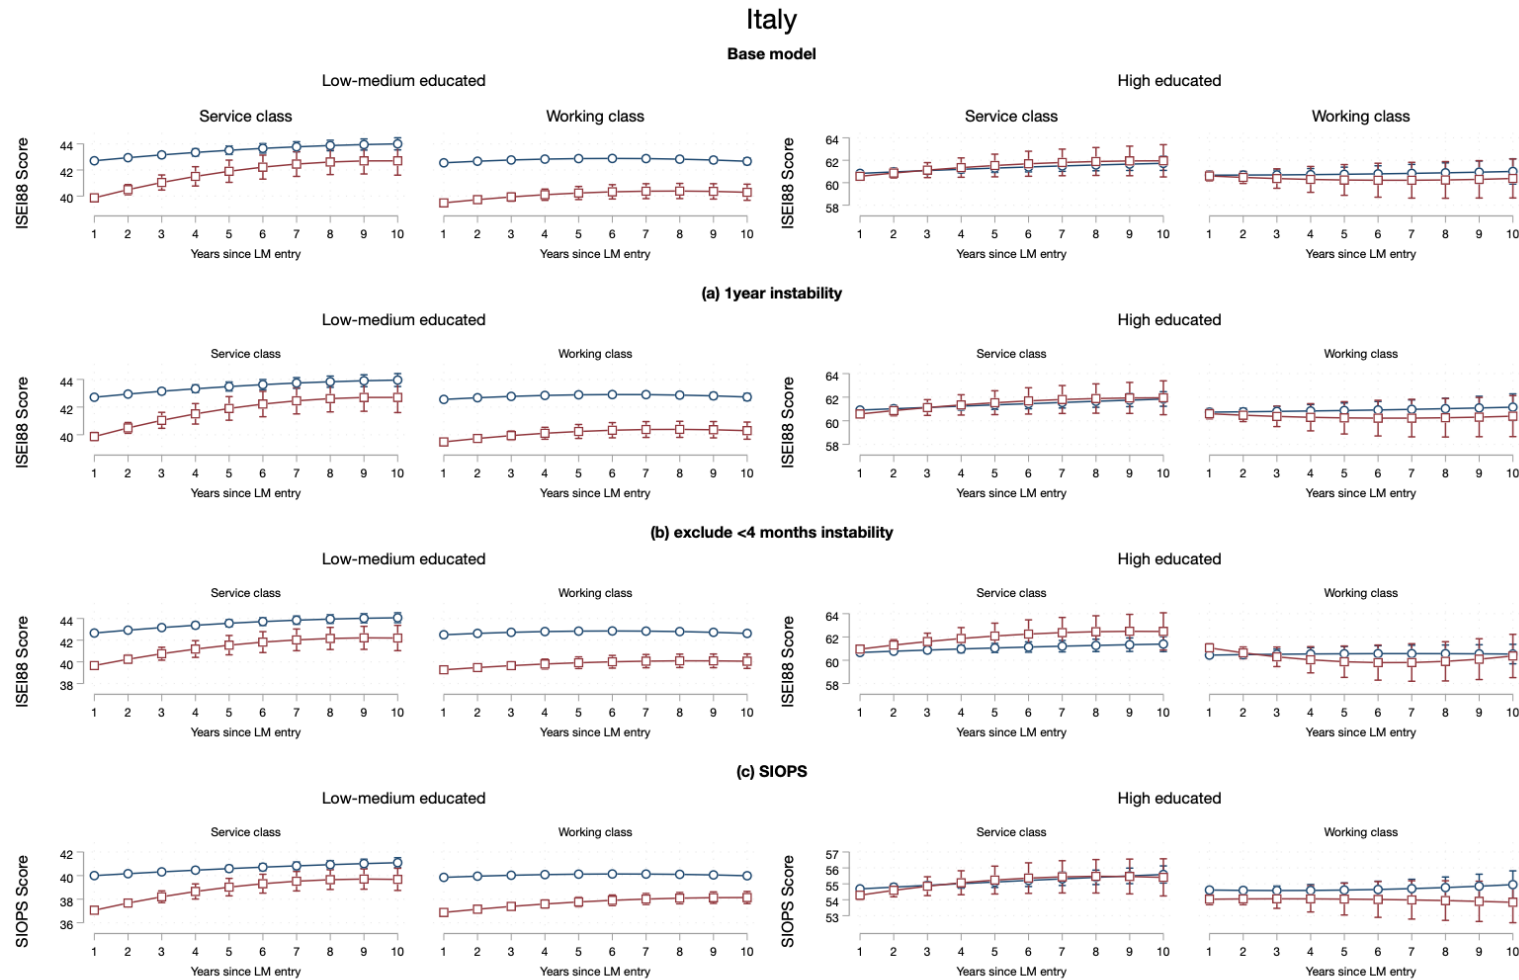 Italy
Base model
Low-medium educated
High educated
Service class
Working class
Service class
Working class
ISEI88 Score
44
42
40
1 2 3 4 5 6 7 8 9 10
Years since LM entry
1 2 3 4 5 6 7 8 9 10
Years since LM entry
ISEI88 Score
64
62
60
58
1 2 3 4 5 6 7 8 9 10
Years since LM entry
1 2 3 4 5 6 7 8 9 10
Years since LM entry
(a) 1year instability
Low-medium educated
High educated
Service class
Working class
Service class
Working class
ISEI88 Score
44
42
40
1 2 3 4 5 6 7 8 9 10
Years since LM entry
1 2 3 4 5 6 7 8 9 10
Years since LM entry
ISEI88 Score
64
62
60
58
1 2 3 4 5 6 7 8 9 10
Years since LM entry
1 2 3 4 5 6 7 8 9 10
Years since LM entry
(b) exclude <4 months instability
Low-medium educated
High educated
Service class
Working class
Service class
Working class
ISEI88 Score
44
42
40
38
1 2 3 4 5 6 7 8 9 10
Years since LM entry
1 2 3 4 5 6 7 8 9 10
Years since LM entry
ISEI88 Score
64
62
60
58
1 2 3 4 5 6 7 8 9 10
Years since LM entry
1 2 3 4 5 6 7 8 9 10
Years since LM entry
(c) SIOPS
Low-medium educated
High educated
Service class
Working class
Service class
Working class
SIOPS Score
42
40
38
36
1 2 3 4 5 6 7 8 9 10
Years since LM entry
1 2 3 4 5 6 7 8 9 10
Years since LM entry
SIOPS Score
57
56
55
54
53
1 2 3 4 5 6 7 8 9 10
Years since LM entry
1 2 3 4 5 6 7 8 9 10
Years since LM entry